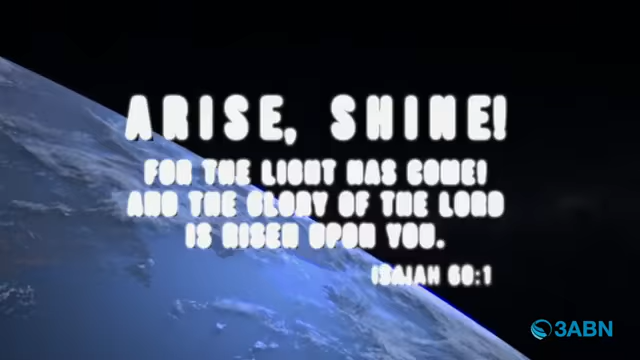 ARISE, SHINE!
FOR THE LIGHT HAS COME!
AND THE GLORY OF THE LORD
IS RISEN UPON YOU.
ISAIAH 60:1
3ABN